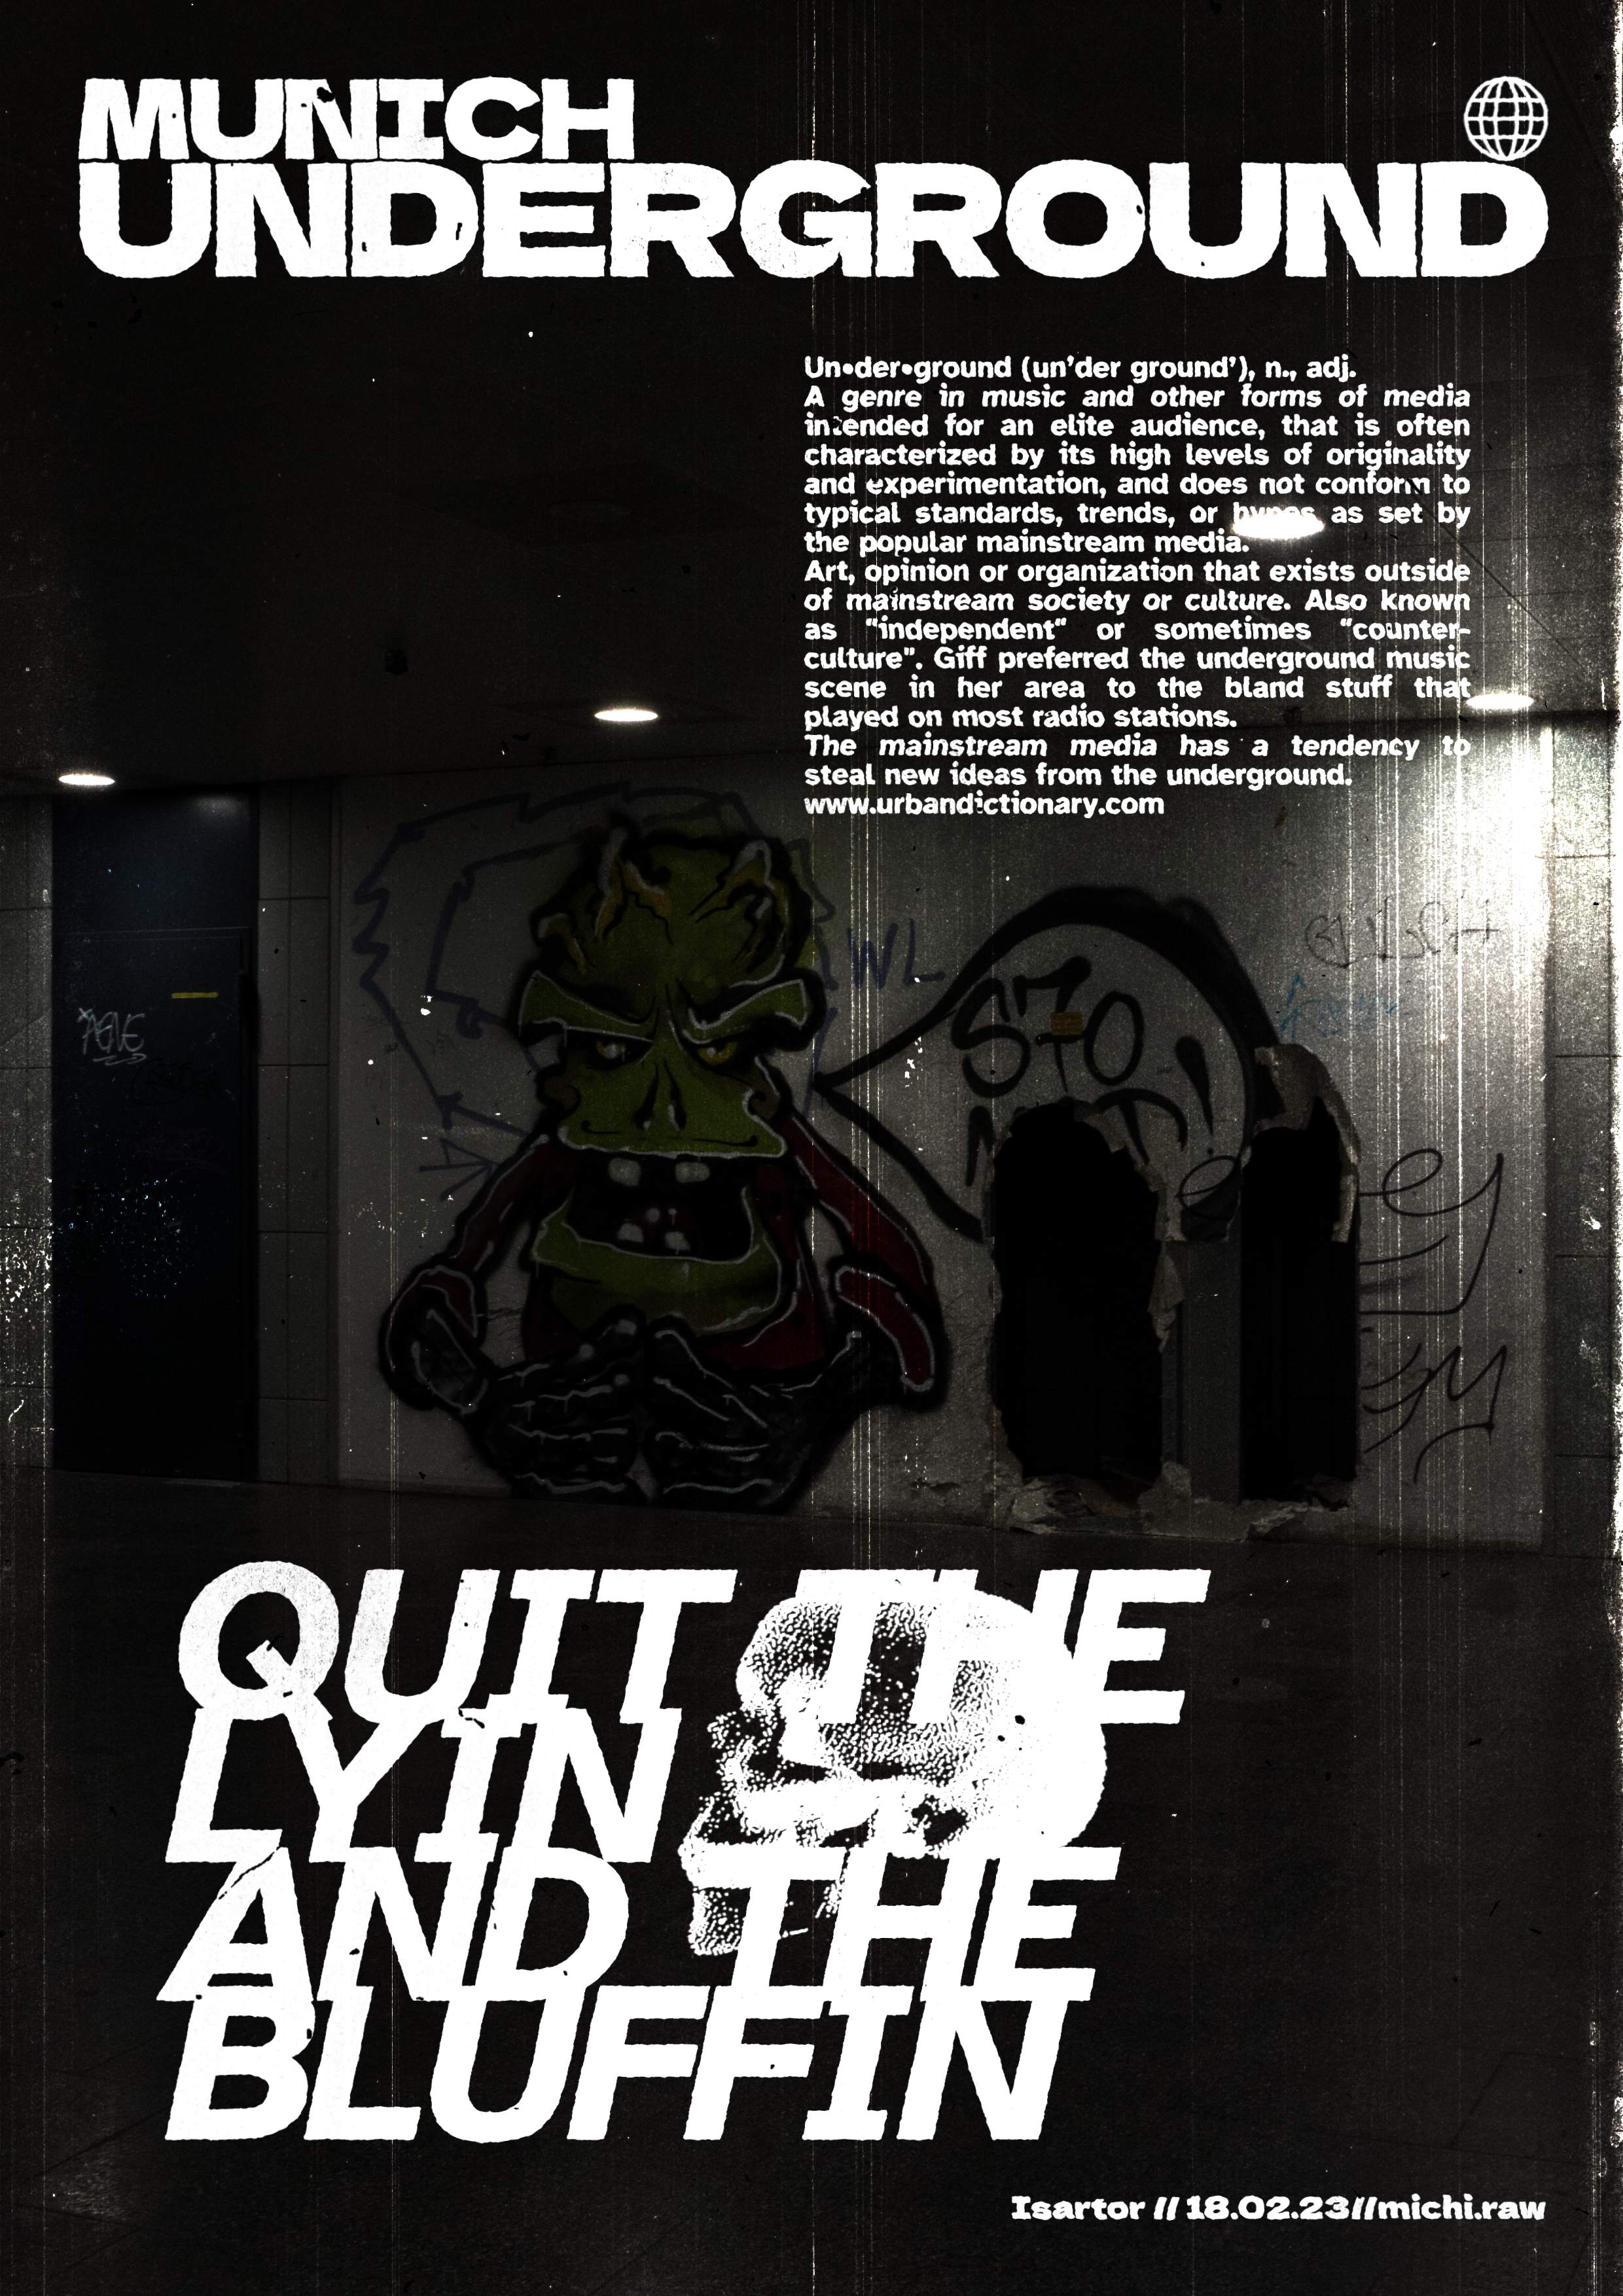 MUNICH
UNDERGROUND
Un•der•ground (un’der ground’), n., adj.
A genre in music and other forms of media
intended for an elite audience, that is often
characterized by its high levels of originality
and experimentation, and does not conform to
typical standards, trends, or hypes as set by
the popular mainstream media.
Art, opinion or organization that exists outside
of mainstream society or culture. Also known
as "independent" or sometimes "counter-
culture". Giff preferred the underground music
scene in her area to the bland stuff that
played on most radio stations.
The mainstream media has a tendency to
steal new ideas from the underground.
www.urbandictionary.com
WL
QUIT THE
LYIN
AND THE
BLUFFIN
Isartor // 18.02.23//michi.raw